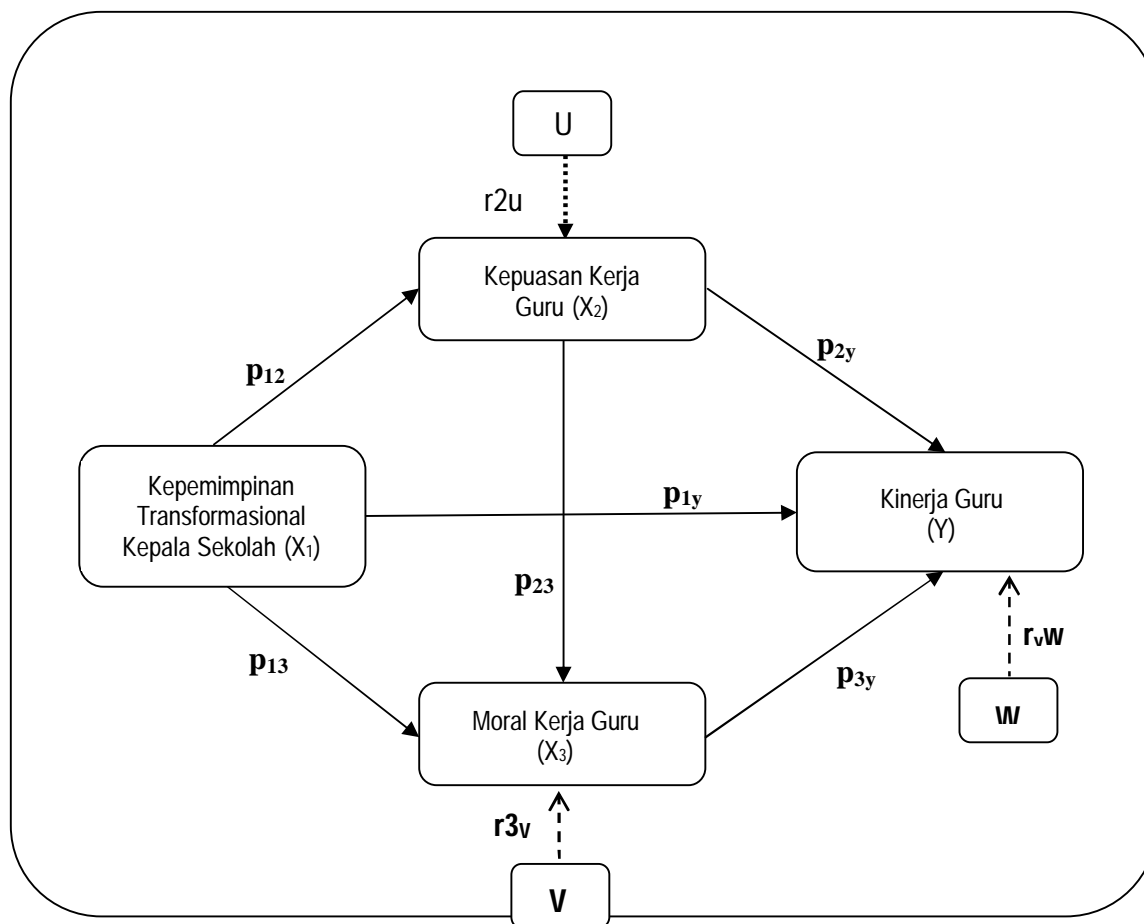 U
r2u
Kepuasan Kerja
Guru (X₂)
p₂y
p₁₂
Kepemimpinan
Transformasional
Kepala Sekolah (X₁)
p₁y
Kinerja Guru
(Y)
p₂₃
p₁₃
rᵥw
p₃y
Moral Kerja Guru
(X₃)
w
r3v
V